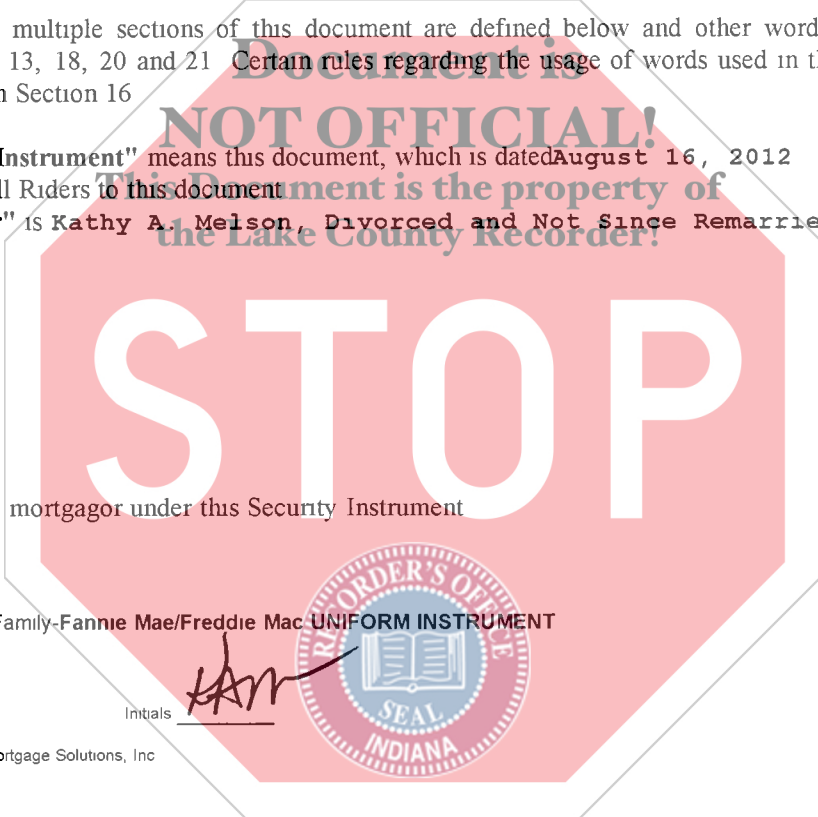 multiple sections of this document are defined below and other word
13, 18, 20 and 21 Certain rules regarding the usage of words used in th
Section 16
Document is
NOT OFFICIAL!
This Document is the property of
the Lake County Recorder!
Instrument" means this document, which is dated August 16, 2012
ll Riders to this document
" is Kathy A. Melson, Divorced and Not Since Remarrie
STOP
mortgagor under this Security Instrument
Family-Fannie Mae/Freddie Mac UNIFORM INSTRUMENT
Initials KAM
RECORDER'S OFFICE
SEAL
INDIANA
ortgage Solutions, Inc